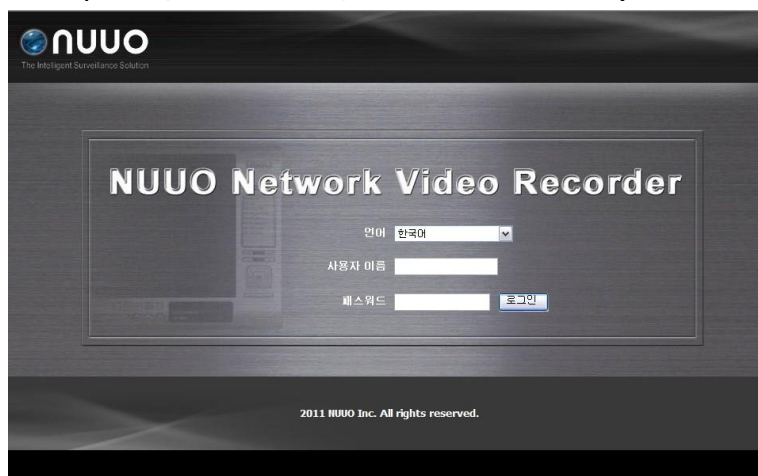 nuuo
The Intelligent Surveillance Solution
NUUO Network Video Recorder
언어 한국어
사용자 이름
패스워드 로그인
2011 NUUO Inc. All rights reserved.